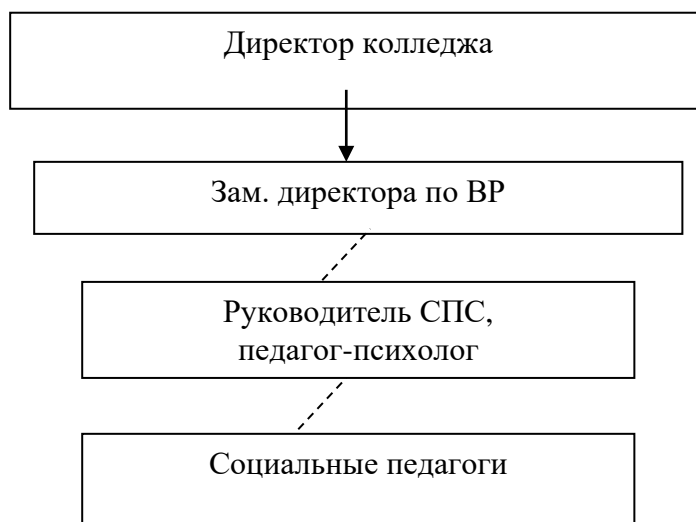 Директор колледжа
Зам. директора по ВР
Руководитель СПС,
педагог-психолог
Социальные педагоги